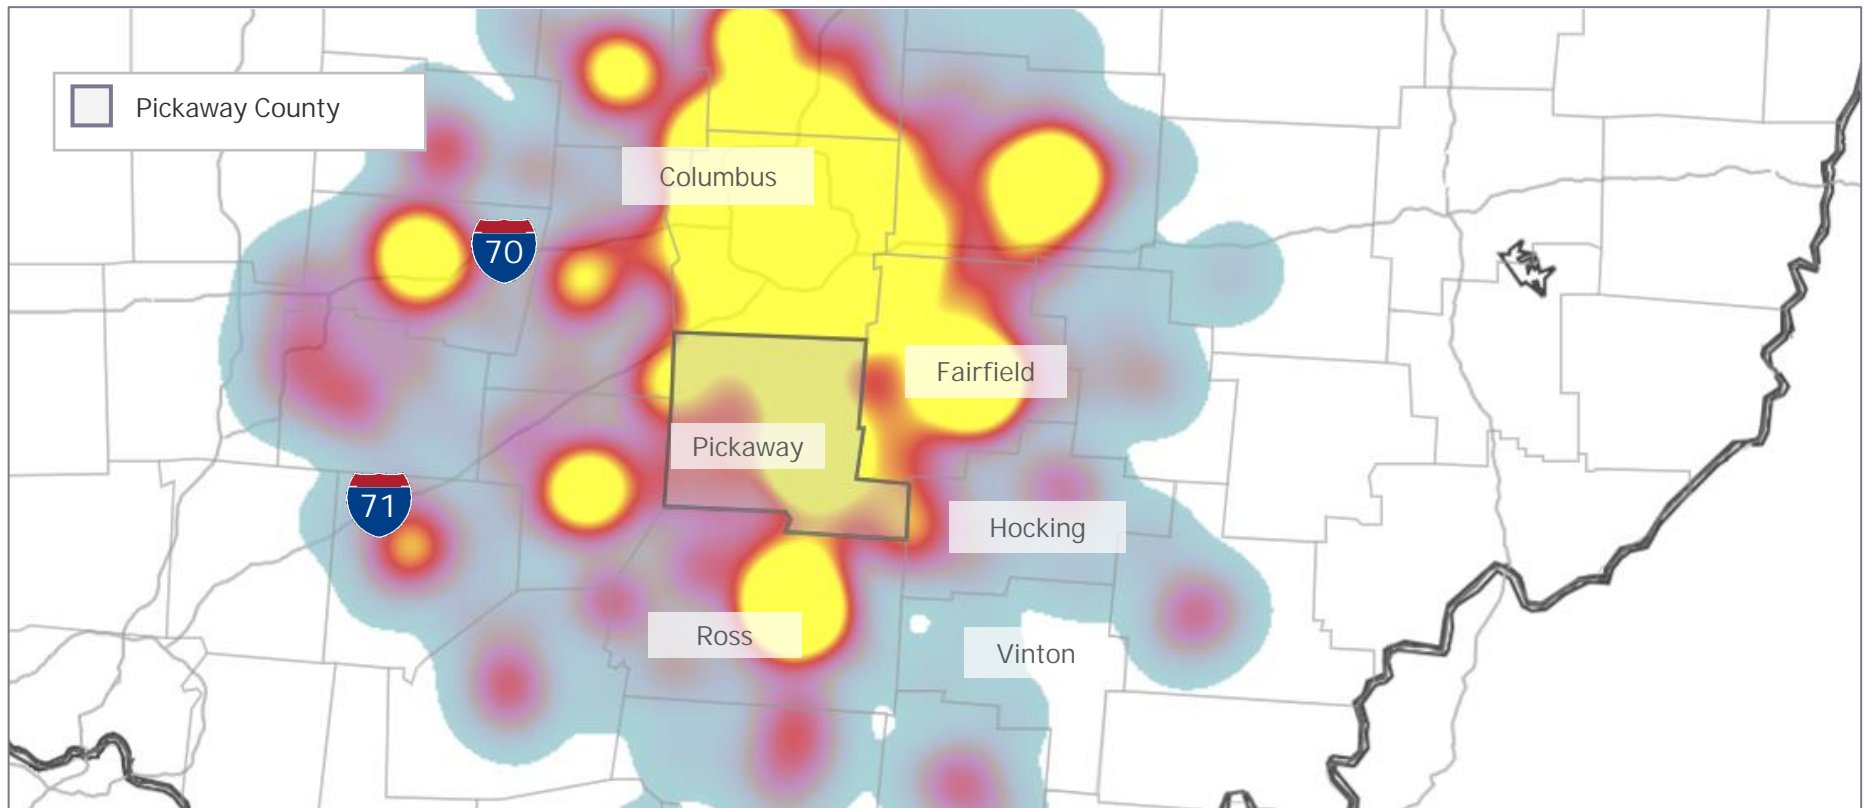 Pickaway County
Columbus
70
Fairfield
Pickaway
71
Hocking
Ross
Vinton